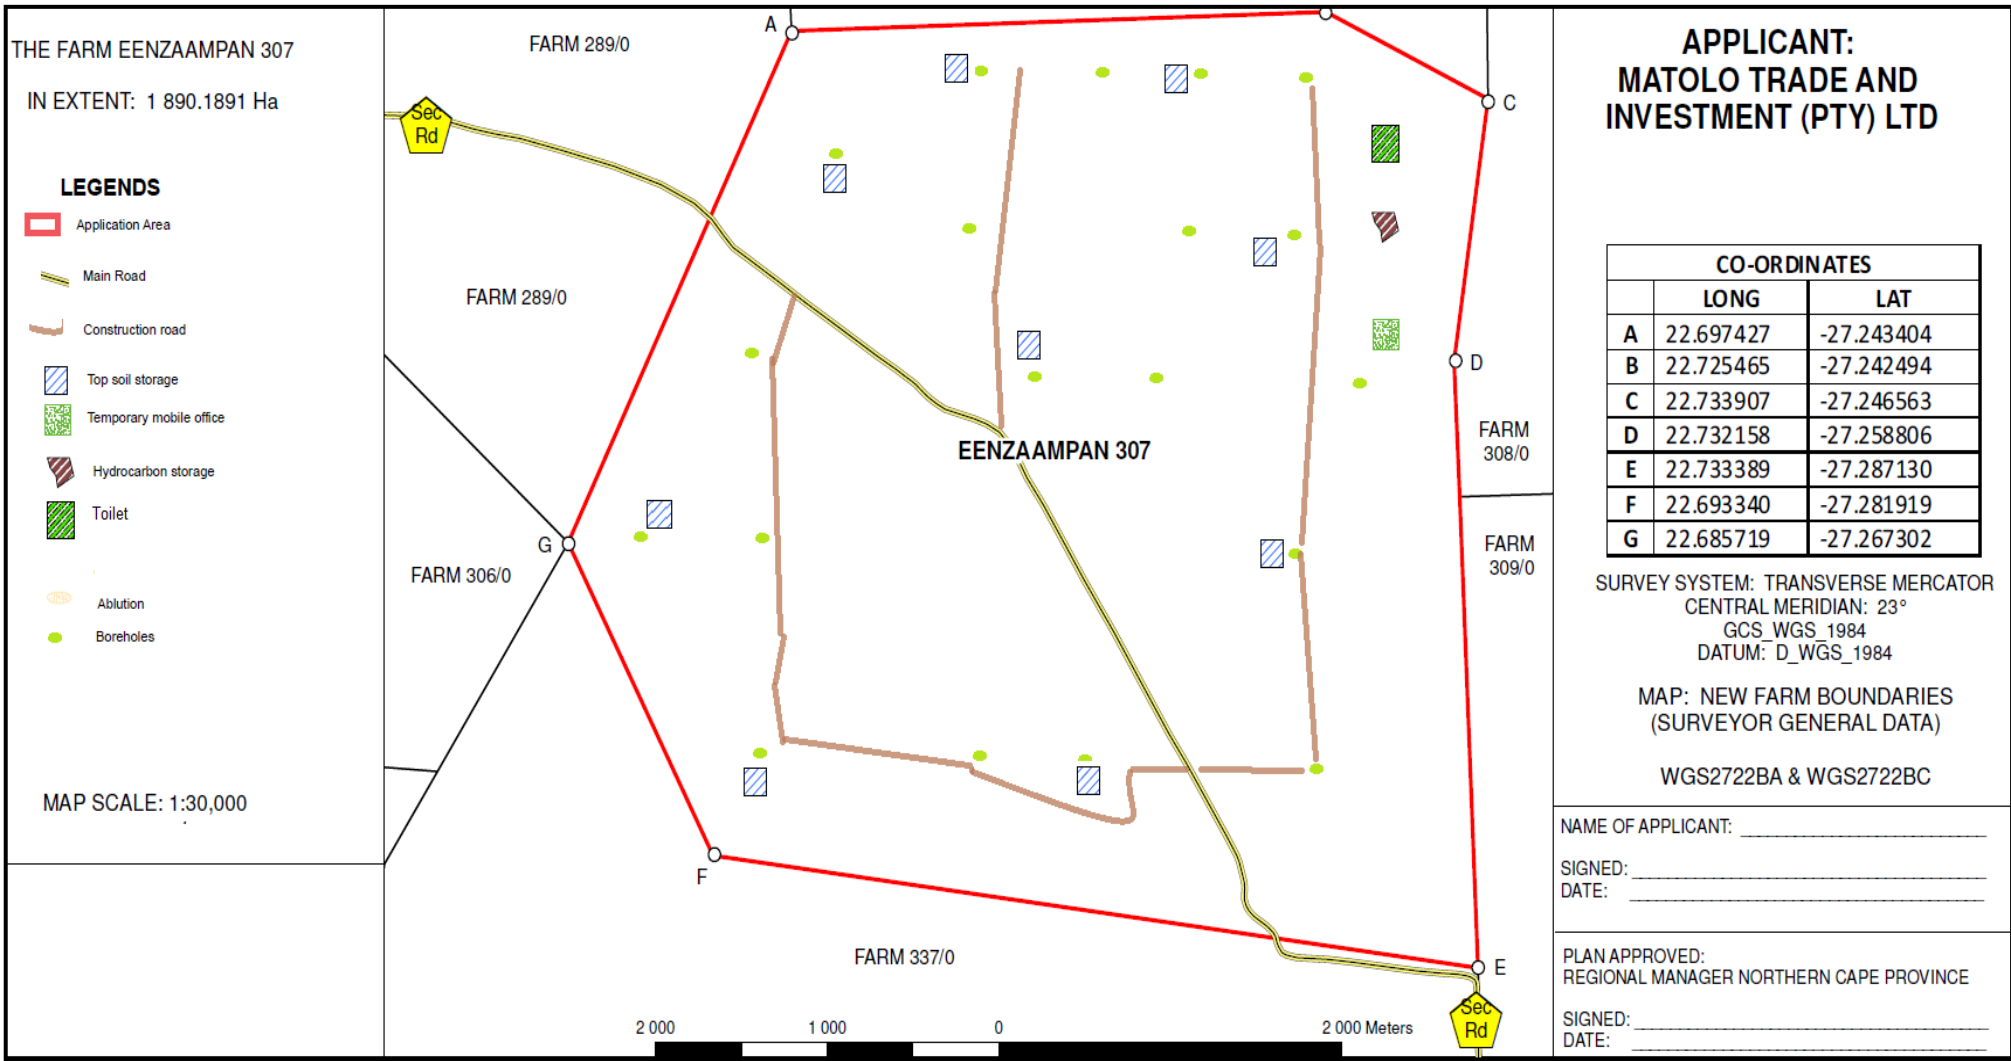 THE FARM EENZAAMPAN 307
IN EXTENT: 1 890.1891 Ha
LEGENDS
Application Area
Main Road
Construction road
Top soil storage
Temporary mobile office
Hydrocarbon storage
Toilet
Ablution
Boreholes
MAP SCALE: 1:30,000
A
FARM 289/0
Sec
Rd
C
FARM 289/0
D
FARM
308/0
EENZAAMPAN 307
G
FARM 306/0
FARM
309/0
F
FARM 337/0
E
Sec
Rd
2 000
1 000
0
2 000 Meters
APPLICANT:
MATOLO TRADE AND
INVESTMENT (PTY) LTD
CO-ORDINATES
LONG LAT
A 22.697427 -27.243404
B 22.725465 -27.242494
C 22.733907 -27.246563
D 22.732158 -27.258806
E 22.733389 -27.287130
F 22.693340 -27.281919
G 22.685719 -27.267302
SURVEY SYSTEM: TRANSVERSE MERCATOR
CENTRAL MERIDIAN: 23°
GCS_WGS_1984
DATUM: D_WGS_1984
MAP: NEW FARM BOUNDARIES
(SURVEYOR GENERAL DATA)
WGS2722BA & WGS2722BC
NAME OF APPLICANT:
SIGNED:
DATE:
PLAN APPROVED:
REGIONAL MANAGER NORTHERN CAPE PROVINCE
SIGNED:
DATE: